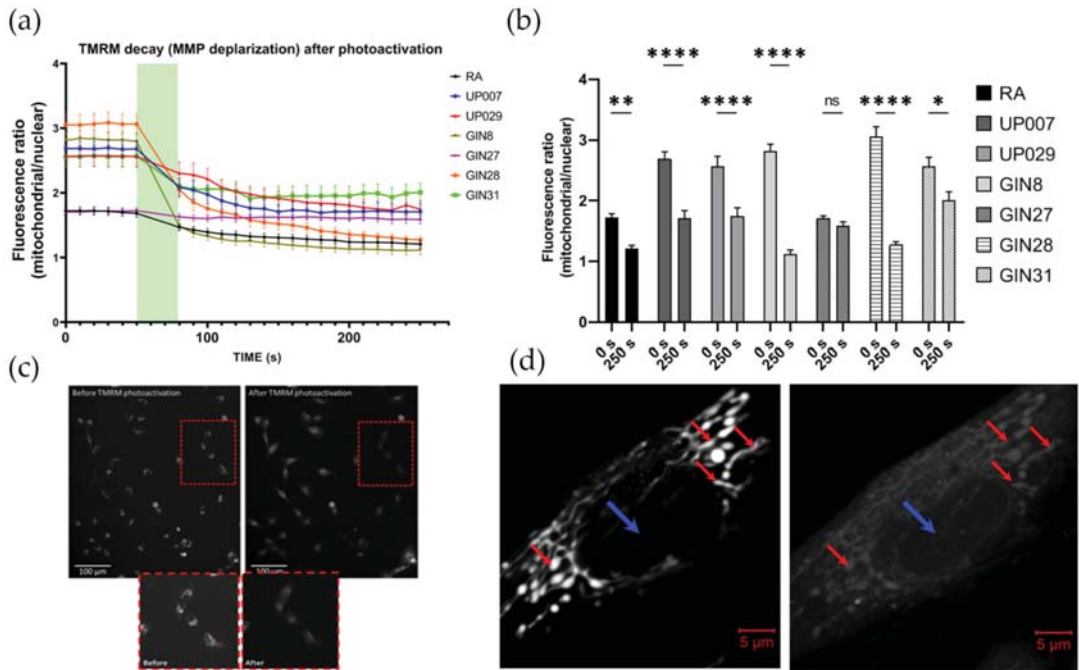 (a)
TMRM decay (MMP deplarization) after photoactivation
Fluorescence ratio
(mitochondrial/nuclear)
4
3
2
1
0
0
100
200
TIME (s)
RA
UP007
UP029
GIN8
GIN27
GIN28
GIN31
(b)
Fluorescence ratio
(mitochondrial/nuclear)
4
3
2
1
0
**
****
****
****
ns
****
*
0 s
250 s
0 s
250 s
0 s
250 s
0 s
250 s
0 s
250 s
0 s
250 s
0 s
250 s
RA
UP007
UP029
GIN8
GIN27
GIN28
GIN31
(c)
Before TMRM photoactivation
After TMRM photoactivation
100 µm
100 µm
Before
After
(d)
5 µm
5 µm